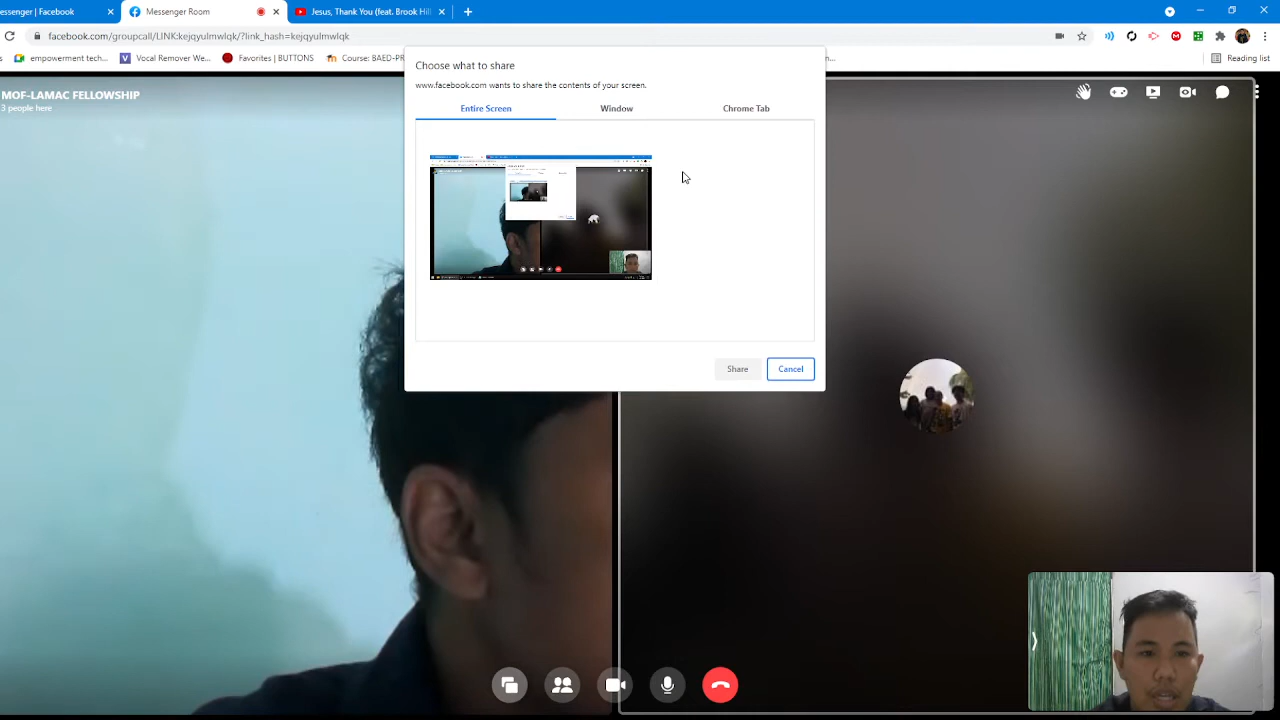 essenger | Facebook
Messenger Room
Jesus, Thank You (feat. Brook Hill
facebook.com/groupcall/LINK:kejqyulmwlqk/?link_hash=kejqyulmwlqk
empowerment tech...
Vocal Remover We...
Favorites | BUTTONS
Course: BAED-PR
...
Reading list
MOF-LAMAC FELLOWSHIP
3 people here
Choose what to share
www.facebook.com wants to share the contents of your screen.
Entire Screen
Window
Chrome Tab
Share
Cancel